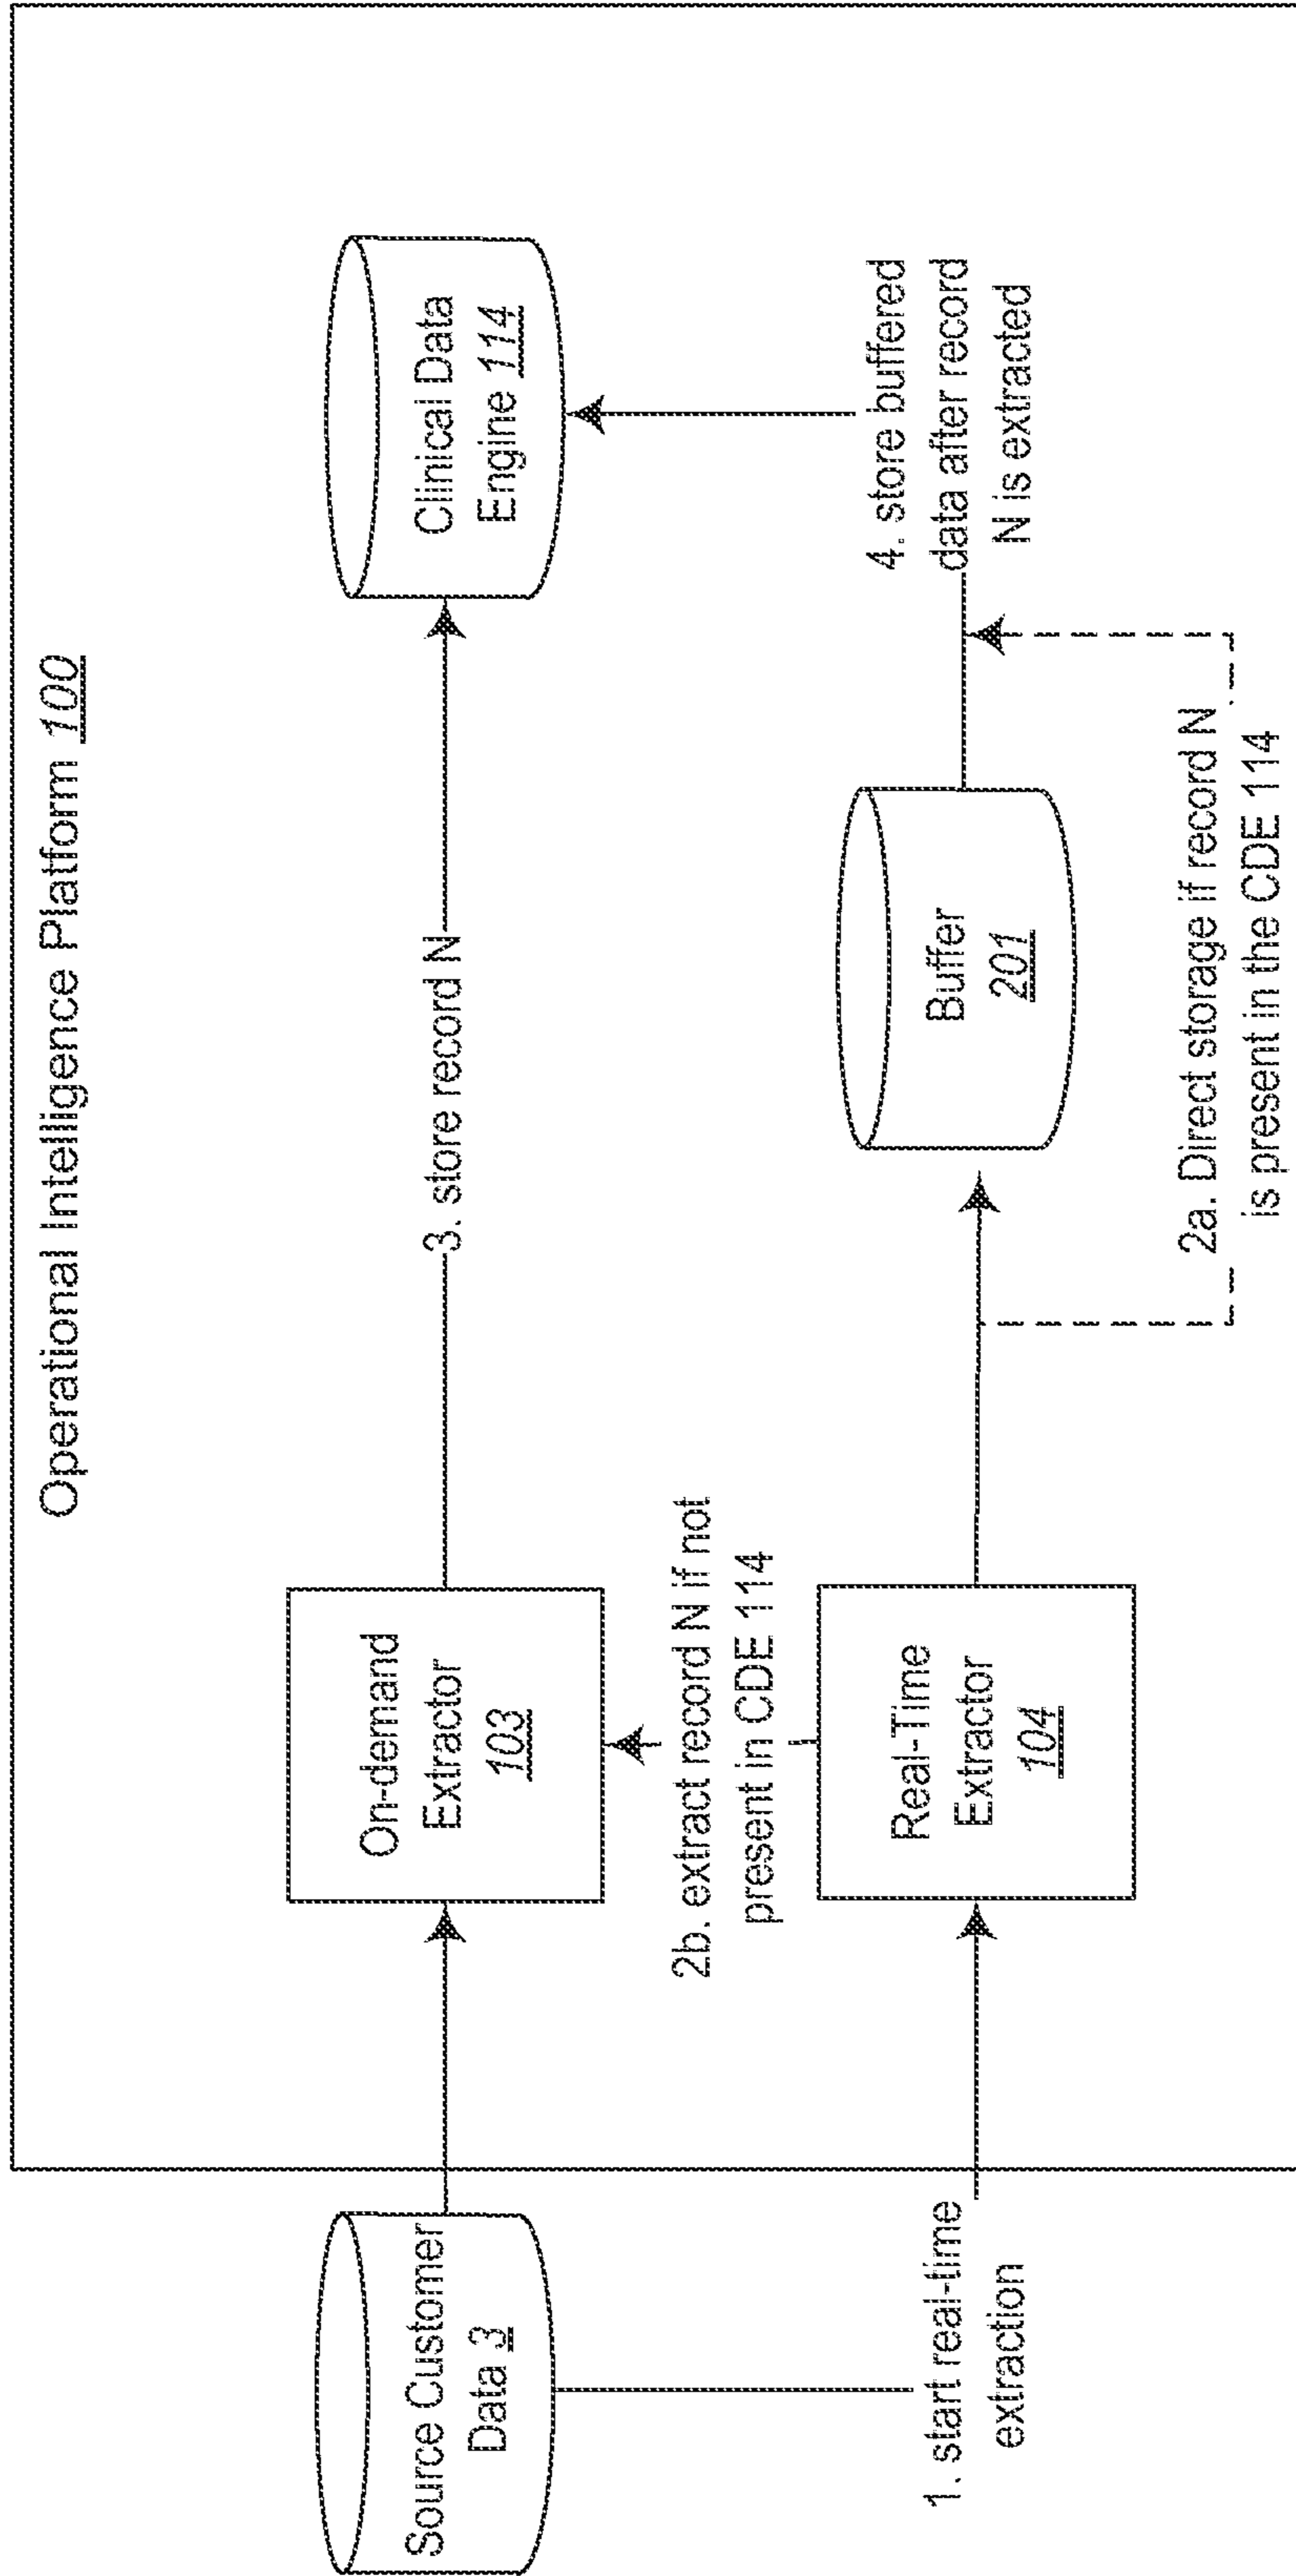 Operational Intelligence Platform 100
Source Customer
Data 3
On-demand
Extractor
103
3. store record N
Clinical Data
Engine 114
2b. extract record N if not
present in CDE 114
1. start real-time
extraction
Real-Time
Extractor
104
Buffer
201
4. store buffered
data after record
N is extracted
2a. Direct storage if record N
is present in the CDE 114